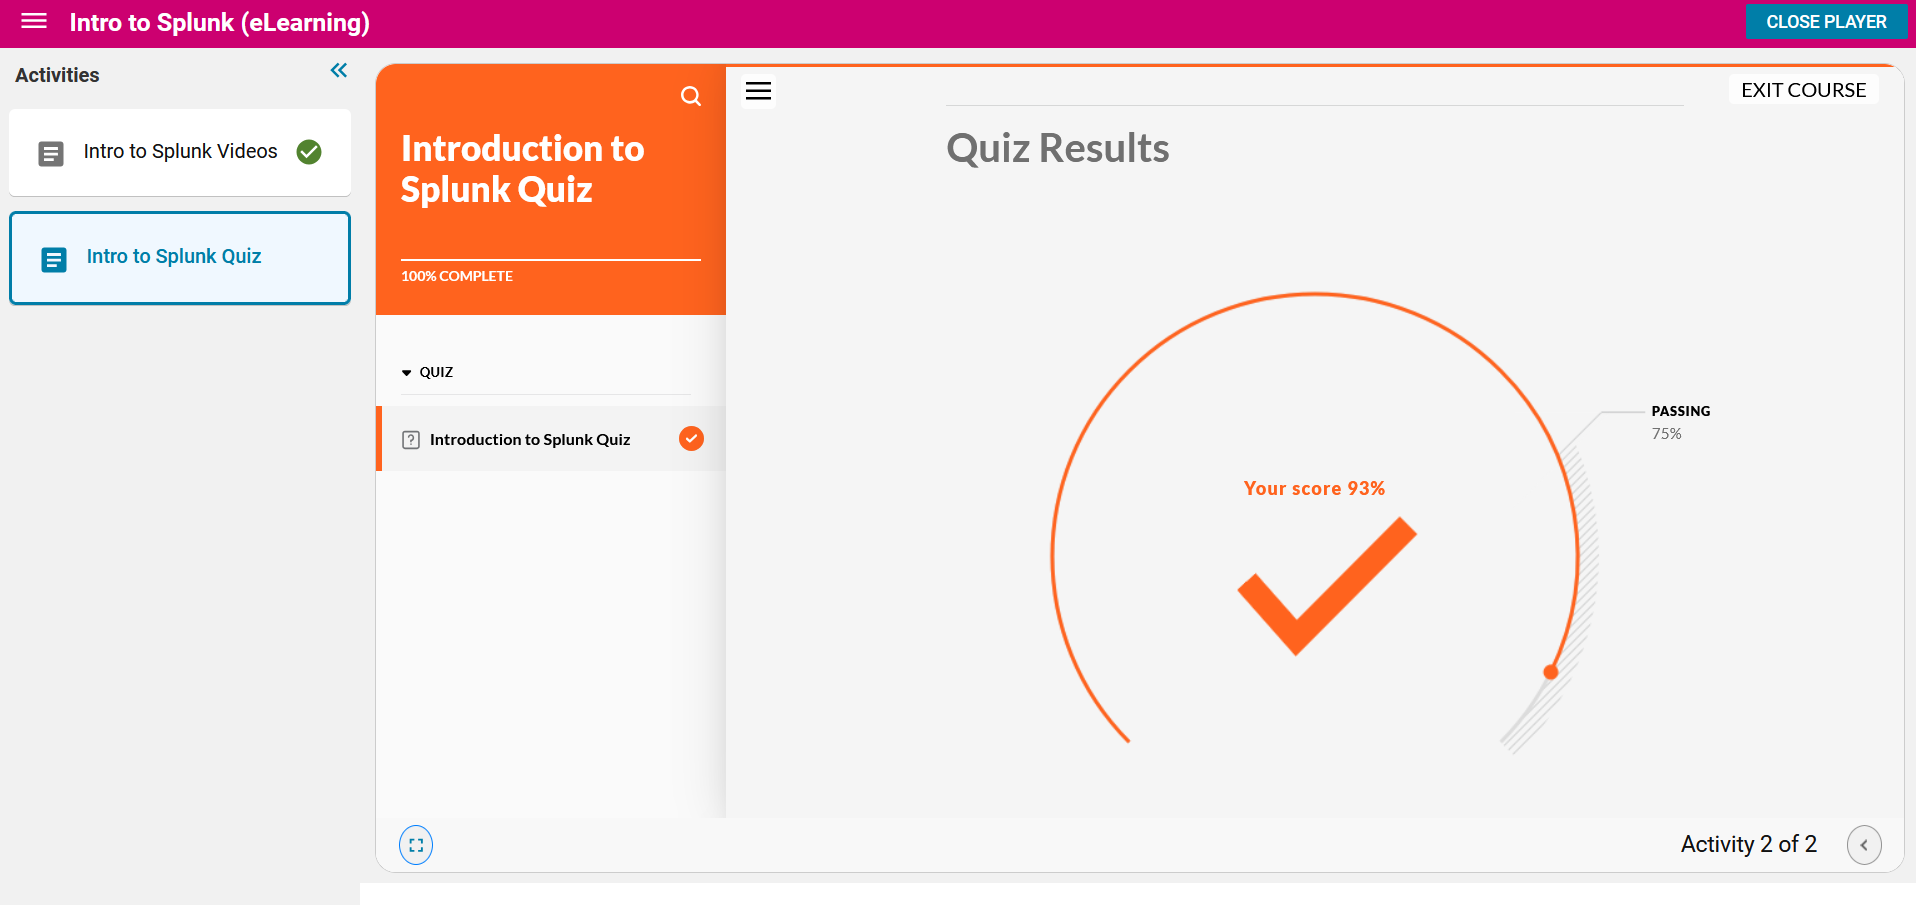 Intro to Splunk (eLearning)
CLOSE PLAYER
Activities
Intro to Splunk Videos
Intro to Splunk Quiz
Introduction to
Splunk Quiz
100% COMPLETE
QUIZ
Introduction to Splunk Quiz
EXIT COURSE
Quiz Results
PASSING
75%
Your score 93%
Activity 2 of 2